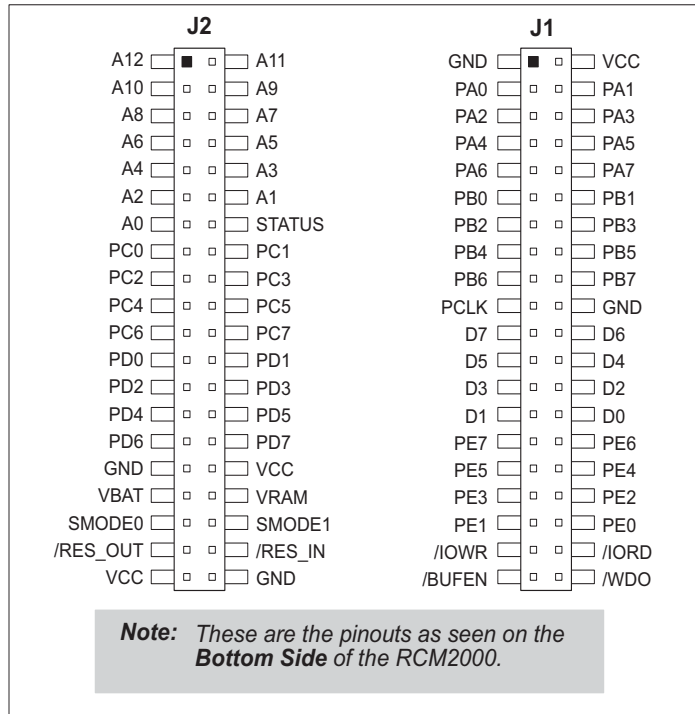 J2 J1
A12 A11 GND VCC
A10 A9 PA0 PA1
A8 A7 PA2 PA3
A6 A5 PA4 PA5
A4 A3 PA6 PA7
A2 A1 PB0 PB1
A0 STATUS PB2 PB3
PC0 PC1 PB4 PB5
PC2 PC3 PB6 PB7
PC4 PC5 PCLK GND
PC6 PC7 D7 D6
PD0 PD1 D5 D4
PD2 PD3 D3 D2
PD4 PD5 D1 D0
PD6 PD7 PE7 PE6
GND VCC PE5 PE4
VBAT VRAM PE3 PE2
SMODE0 SMODE1 PE1 PE0
/RES_OUT /RES_IN /IOWR /IORD
VCC GND /BUFEN /WDO
Note: These are the pinouts as seen on the
Bottom Side of the RCM2000.